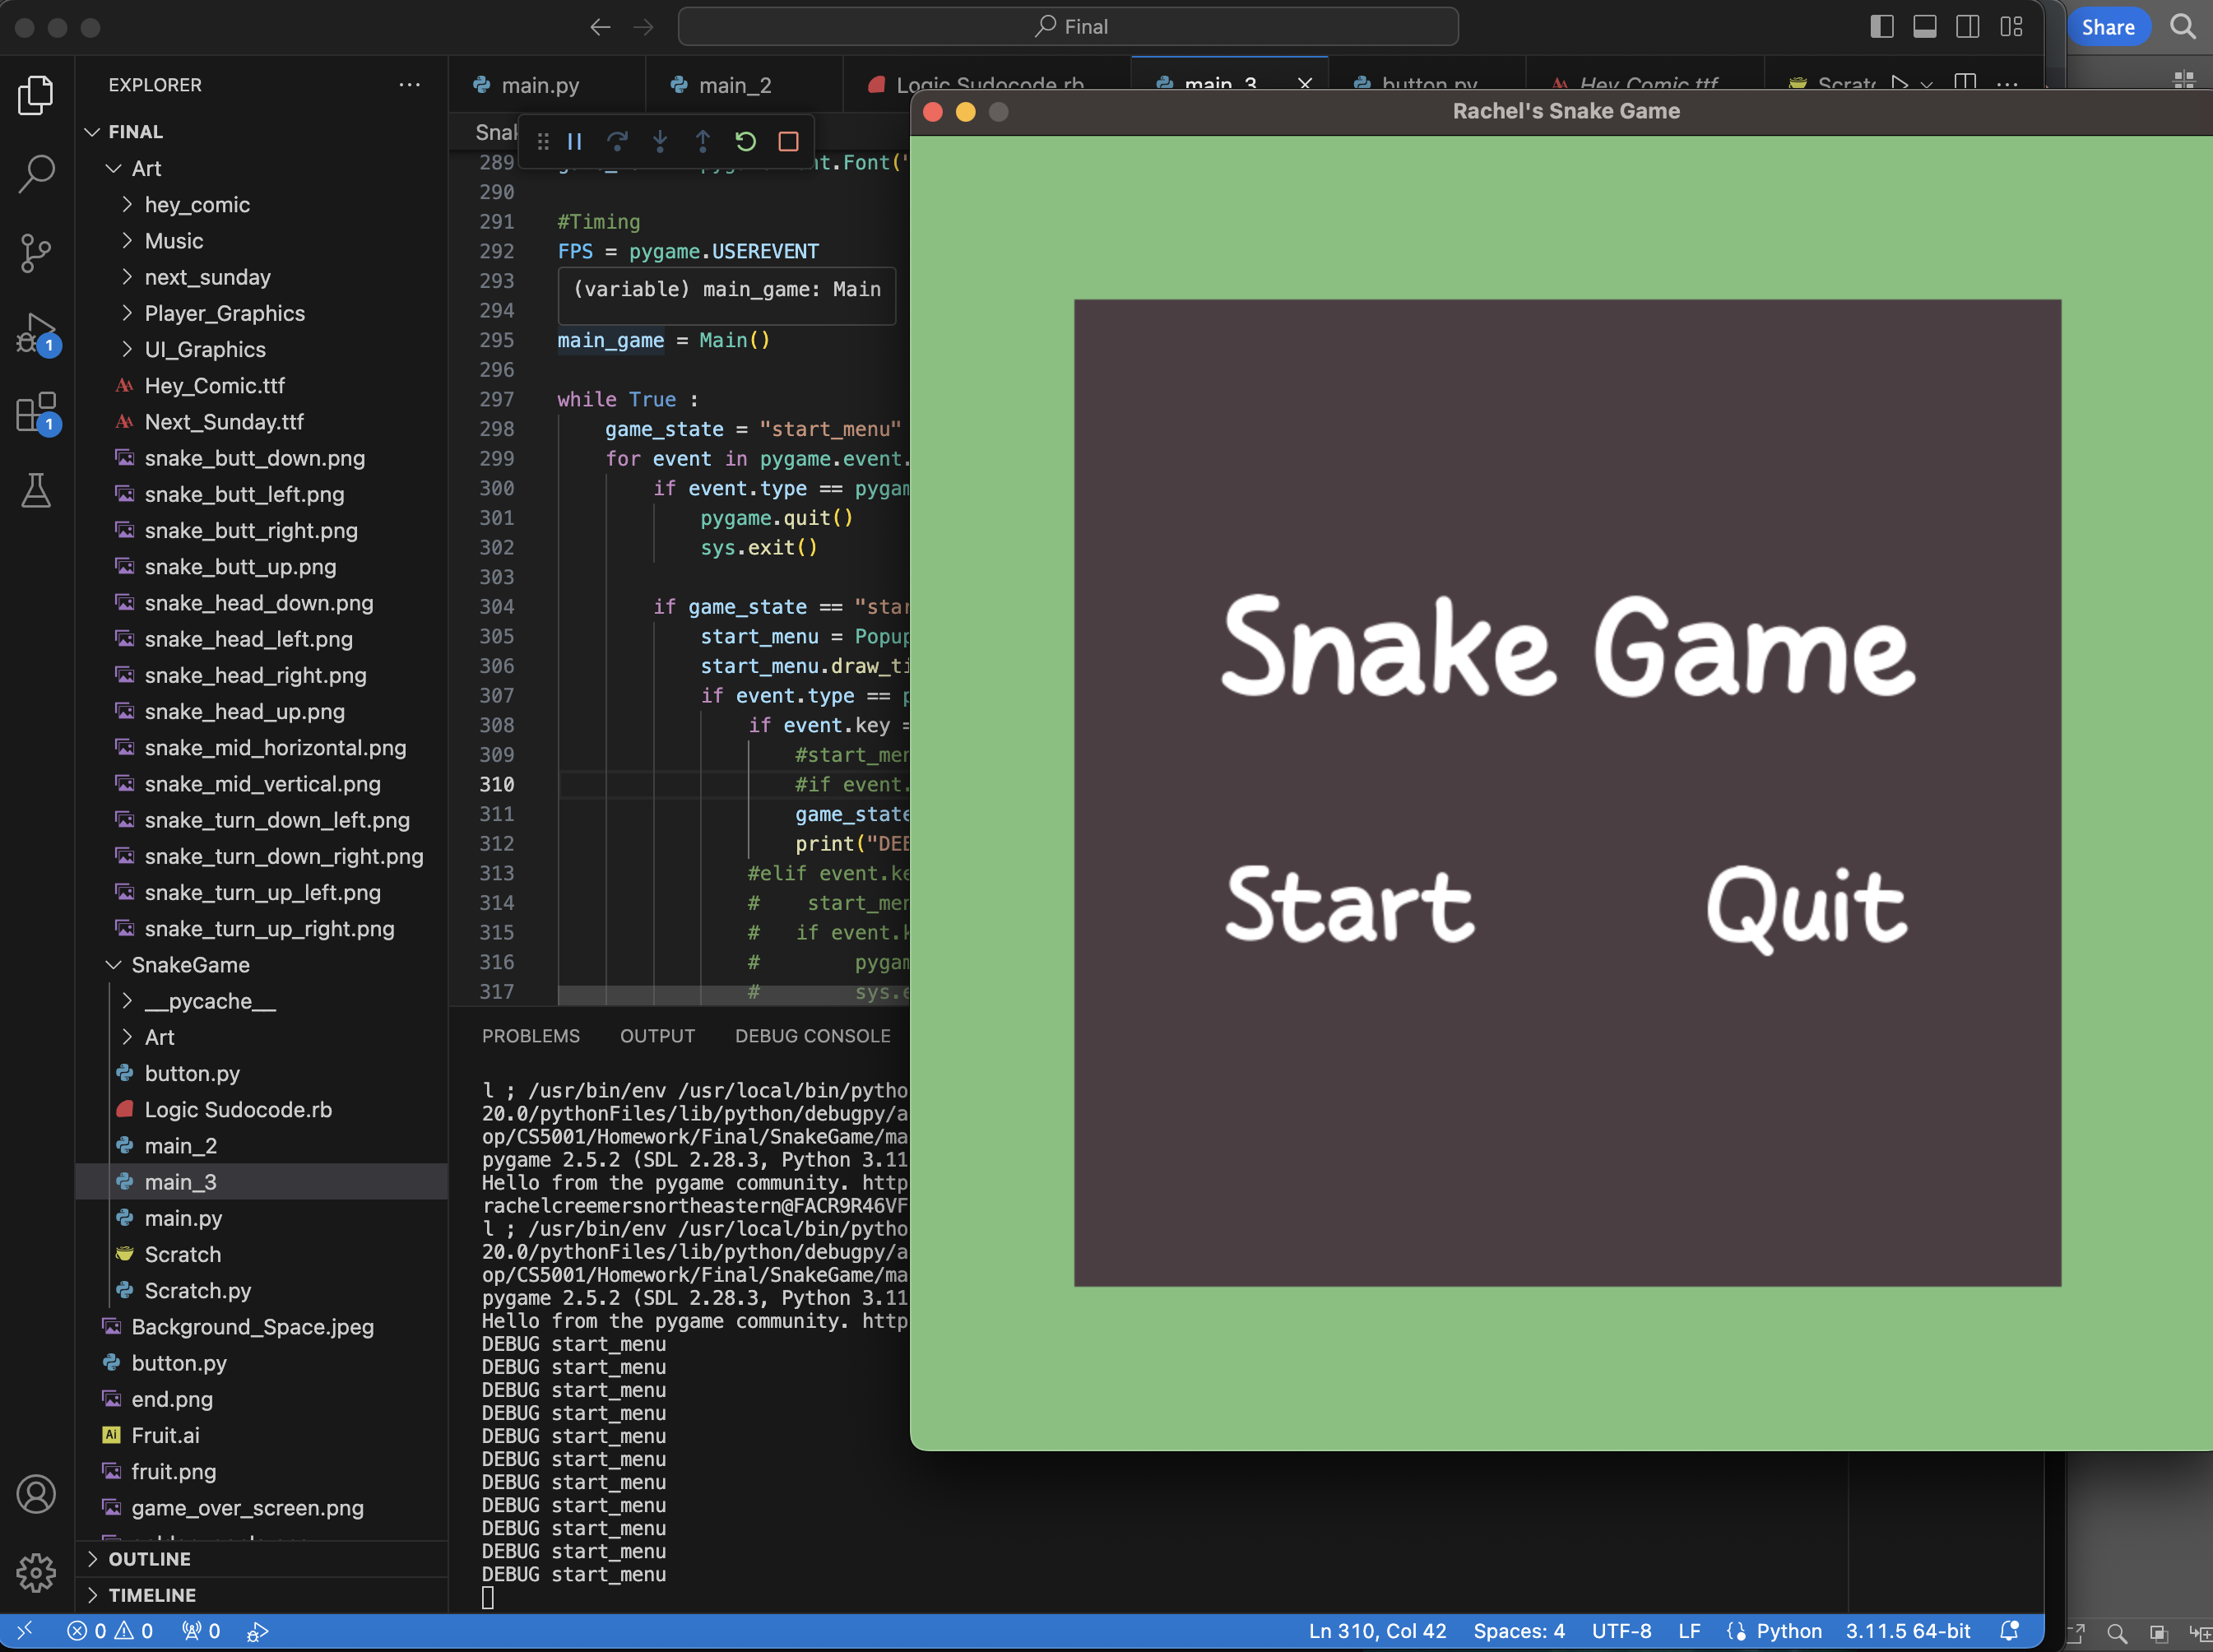 Final
Share
EXPLORER
FINAL
Art
hey_comic
Music
next_sunday
Player_Graphics
UI_Graphics
Hey_Comic.ttf
Next_Sunday.ttf
snake_butt_down.png
snake_butt_left.png
snake_butt_right.png
snake_butt_up.png
snake_head_down.png
snake_head_left.png
snake_head_right.png
snake_head_up.png
snake_mid_horizontal.png
snake_mid_vertical.png
snake_turn_down_left.png
snake_turn_down_right.png
snake_turn_up_left.png
snake_turn_up_right.png
SnakeGame
__pycache__
Art
button.py
Logic Sudocode.rb
main_2
main_3
main.py
Scratch
Scratch.py
Background_Space.jpeg
button.py
end.png
Fruit.ai
fruit.png
game_over_screen.png
OUTLINE
TIMELINE
main.py main_2 Logic Sudocode.rb main_3 button.py Hey_Comic.ttf Scratc
Snak
289 nt.Font("
290
291 #Timing
292 FPS = pygame.USEREVENT
293 (variable) main_game: Main
294
295 main_game = Main()
296
297 while True :
298 game_state = "start_menu"
299 for event in pygame.event.
300 if event.type == pygam
301 pygame.quit()
302 sys.exit()
303
304 if game_state == "star
305 start_menu = Popup
306 start_menu.draw_ti
307 if event.type == p
308 if event.key =
309 #start_men
310 #if event.
311 game_state
312 print("DEB
313 #elif event.ke
314 # start_men
315 # if event.k
316 # pygam
317 # sys.e
PROBLEMS OUTPUT DEBUG CONSOLE
l ; /usr/bin/env /usr/local/bin/pytho
20.0/pythonFiles/lib/python/debugpy/a
op/CS5001/Homework/Final/SnakeGame/ma
pygame 2.5.2 (SDL 2.28.3, Python 3.11
Hello from the pygame community. http
rachelcreemersnortheastern@FACR9R46VF
l ; /usr/bin/env /usr/local/bin/pytho
20.0/pythonFiles/lib/python/debugpy/a
op/CS5001/Homework/Final/SnakeGame/ma
pygame 2.5.2 (SDL 2.28.3, Python 3.11
Hello from the pygame community. http
DEBUG start_menu
DEBUG start_menu
DEBUG start_menu
DEBUG start_menu
DEBUG start_menu
DEBUG start_menu
DEBUG start_menu
DEBUG start_menu
DEBUG start_menu
DEBUG start_menu
DEBUG start_menu
Rachel's Snake Game
Snake Game
Start Quit
1
1
0 0 0 Ln 310, Col 42 Spaces: 4 UTF-8 LF Python 3.11.5 64-bit